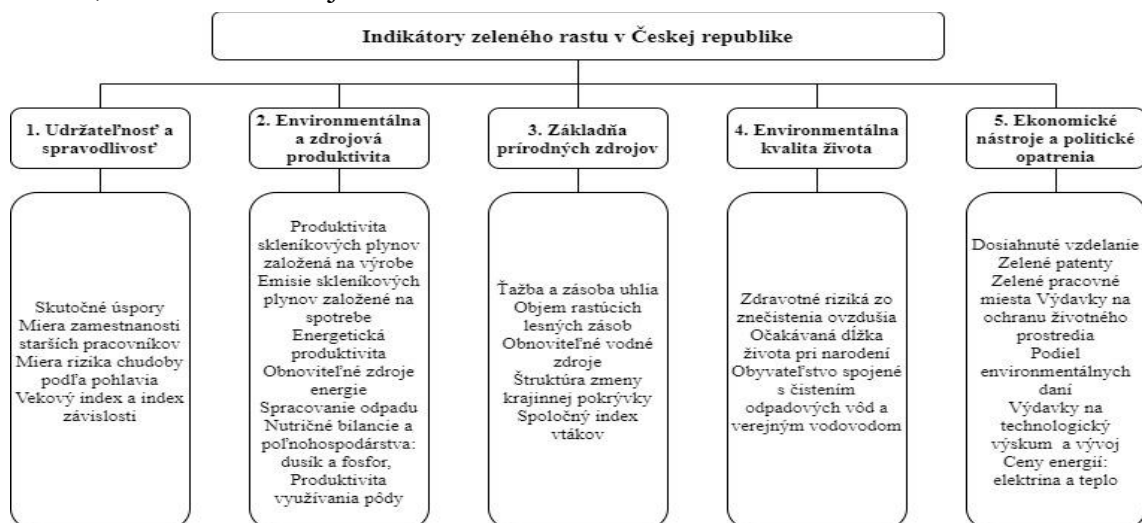 Indikátory zeleného rastu v Českej republike
1. Udržateľnosť a
spravodlivosť
2. Environmentálna
a zdrojová
produktivita
3. Základňa
prírodných zdrojov
4. Environmentálna
kvalita života
5. Ekonomické
nástroje a politické
opatrenia
Skutočné úspory
Miera zamestnanosti
starších pracovníkov
Miera rizika chudoby
podľa pohlavia
Vekový index a index
závislosti
Produktivita
skleníkových plynov
založená na výrobe
Emisie skleníkových
plynov založené na
spotrebe
Energetická
produktivita
Obnoviteľné zdroje
energie
Spracovanie odpadu
Nutričné bilancie a
poľnohospodárstva:
dusík a fosfor,
Produktivita
využívania pôdy
Ťažba a zásoba uhlia
Objem rastúcich
lesných zásob
Obnoviteľné vodné
zdroje
Štruktúra zmeny
krajinnej pokrývky
Spoločný index
vtákov
Zdravotné riziká zo
znečistenia ovzdušia
Očakávaná dĺžka
života pri narodení
Obyvateľstvo spojené
s čistením
odpadových vôd a
verejným vodovodom
Dosiahnuté vzdelanie
Zelené patenty
Zelené pracovné
miesta Výdavky na
ochranu životného
prostredia
Podiel
environmentálnych
daní
Výdavky na
technologický
výskum a vývoj
Ceny energií:
elektrina a teplo